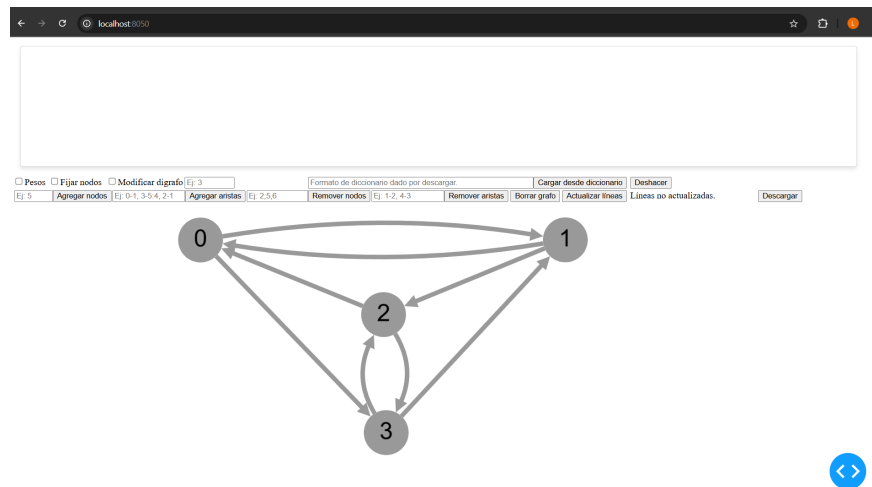 localhost:8050
L
Pesos Fijar nodos Modificar digrafo Ej: 3 Formato de diccionario dado por descargar. Cargar desde diccionario Deshacer
Ej: 5 Agregar nodos Ej: 0-1, 3-5:4, 2-1 Agregar aristas Ej: 2,5,6 Remover nodos Ej: 1-2, 4-3 Remover aristas Borrar grafo Actualizar líneas Líneas no actualizadas. Descargar
0
1
2
3